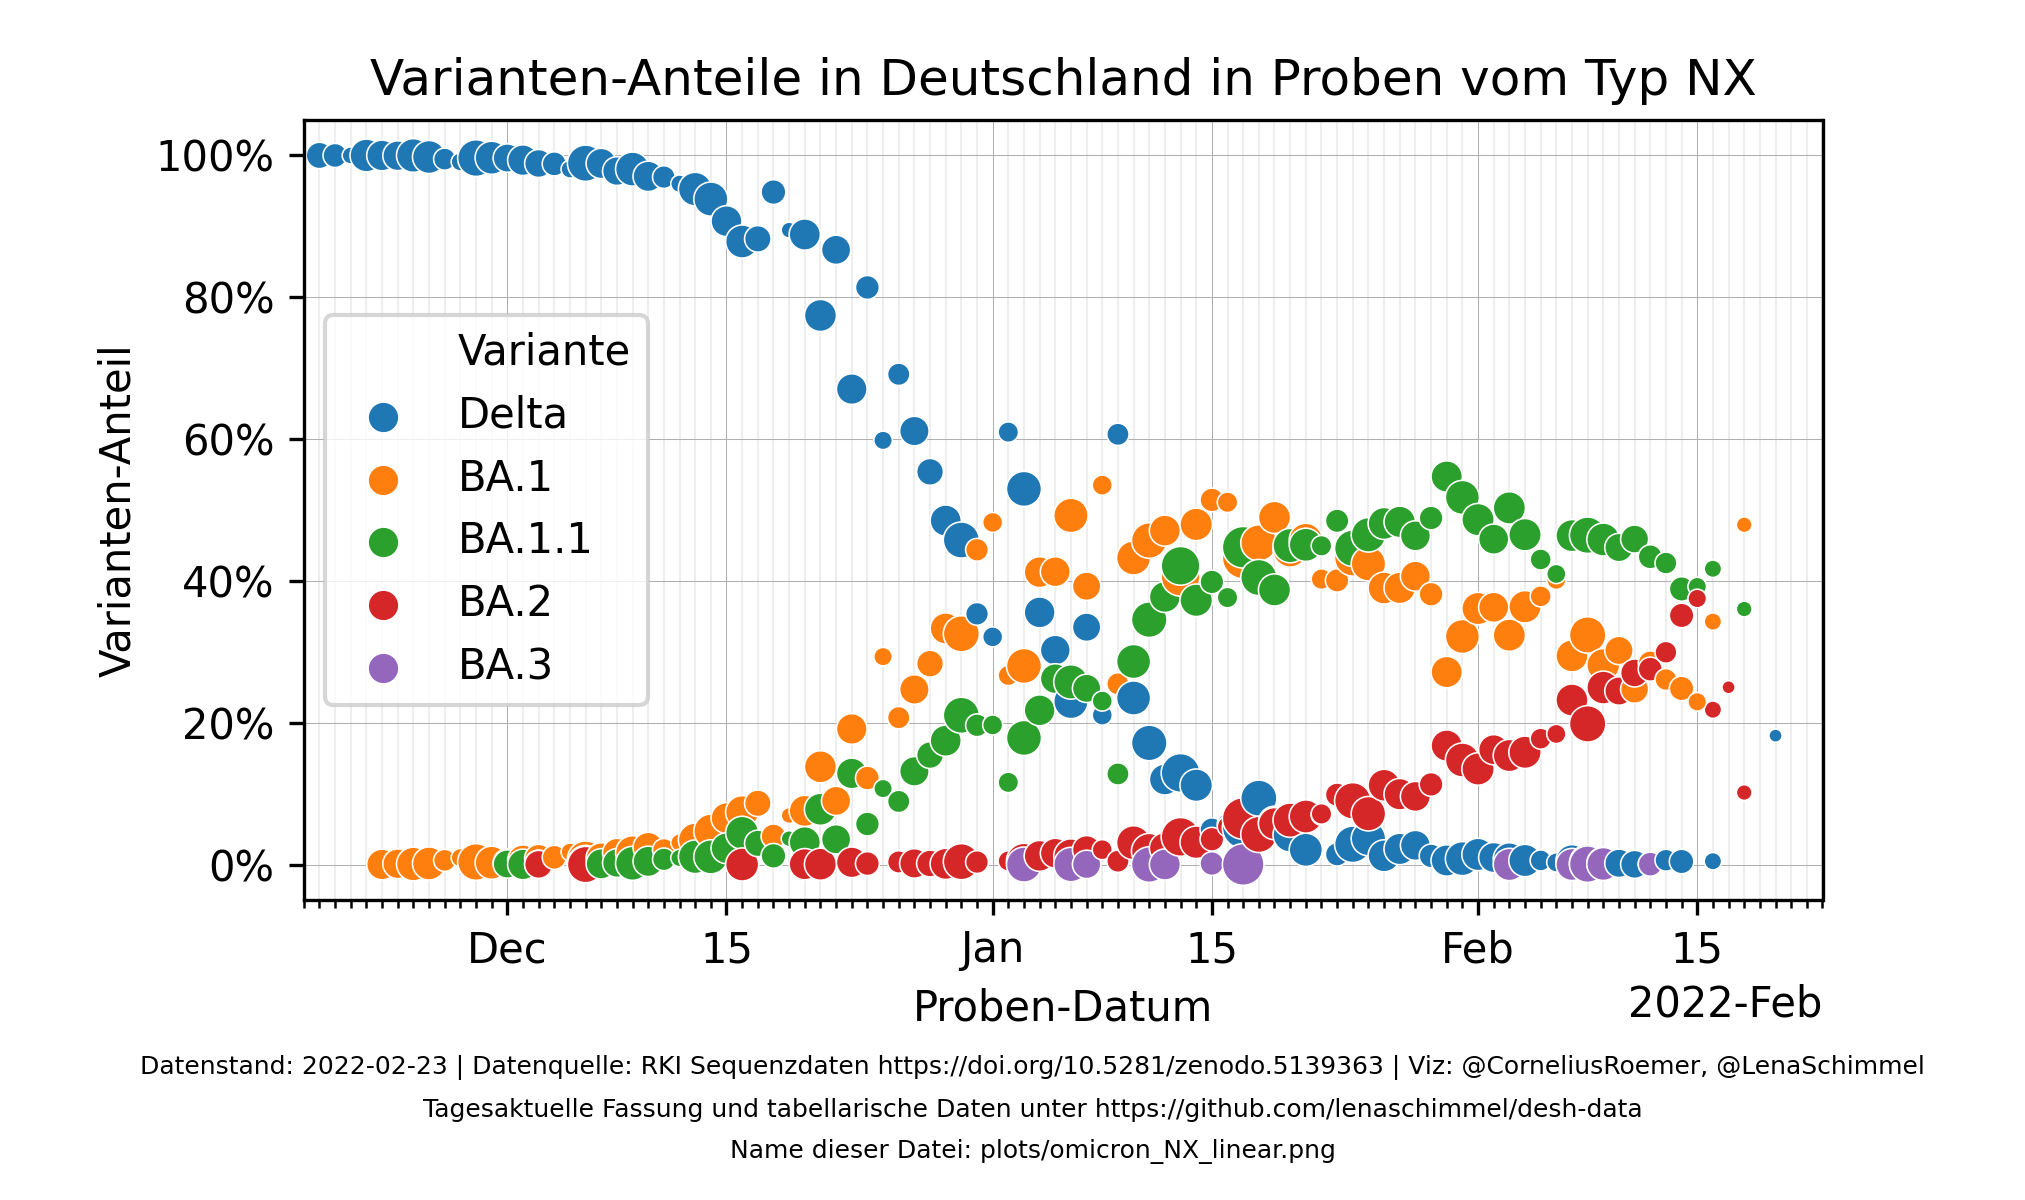 Varianten-Anteile in Deutschland in Proben vom Typ NX
Varianten-Anteil
100%
80%
60%
40%
20%
0%
Variante
Delta
BA.1
BA.1.1
BA.2
BA.3
Dec
15
Jan
15
Feb
15
Proben-Datum
2022-Feb
Datenstand: 2022-02-23 | Datenquelle: RKI Sequenzdaten https://doi.org/10.5281/zenodo.5139363 | Viz: @CorneliusRoemer, @LenaSchimmel
Tagesaktuelle Fassung und tabellarische Daten unter https://github.com/lenaschimmel/desh-data
Name dieser Datei: plots/omicron_NX_linear.png